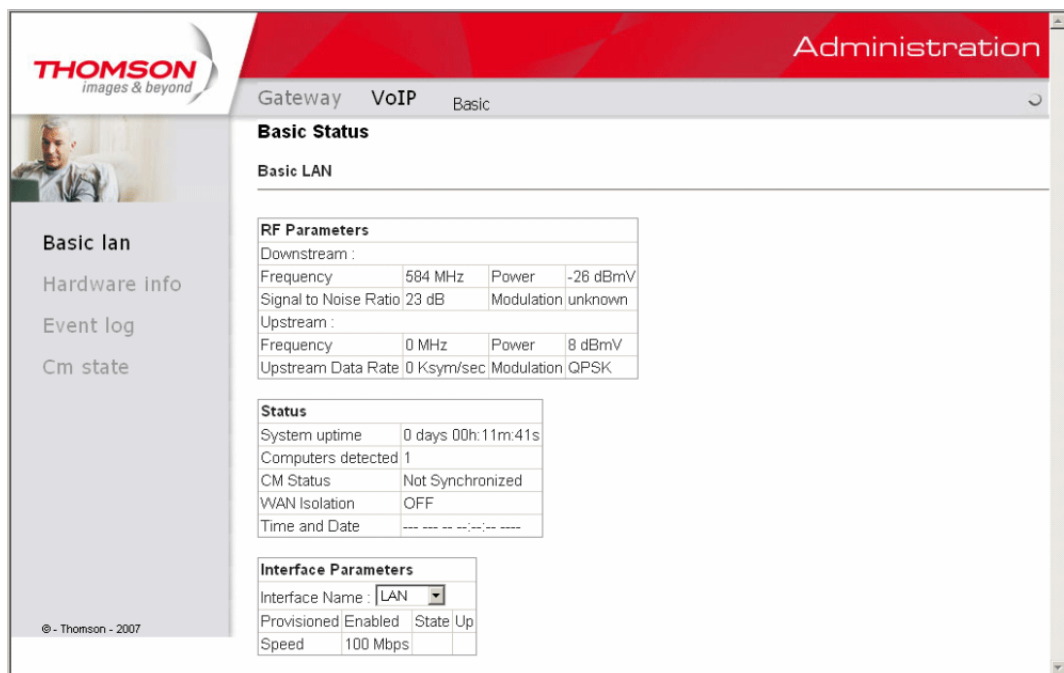 THOMSON
images & beyond
Administration
Gateway VoIP Basic
Basic Status
Basic LAN
Basic lan
Hardware info
Event log
Cm state
© - Thomson - 2007
RF Parameters
Downstream :
Frequency 584 MHz Power -26 dBmV
Signal to Noise Ratio 23 dB Modulation unknown
Upstream :
Frequency 0 MHz Power 8 dBmV
Upstream Data Rate 0 Ksym/sec Modulation QPSK
Status
System uptime 0 days 00h:11m:41s
Computers detected 1
CM Status Not Synchronized
WAN Isolation OFF
Time and Date --- --- -- --:--:-- ----
Interface Parameters
Interface Name : LAN
Provisioned Enabled State Up
Speed 100 Mbps